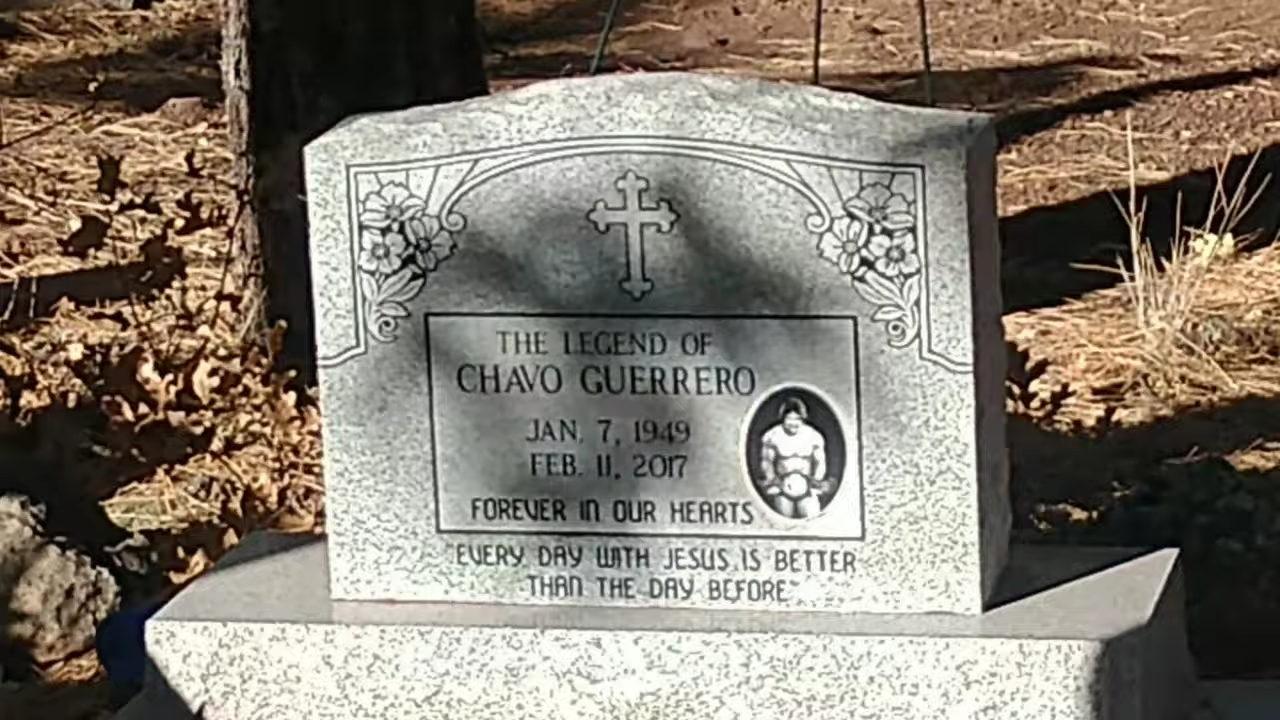 THE LEGEND OF
CHAVO GUERRERO
JAN. 7, 1949
FEB. 11, 2017
FOREVER IN OUR HEARTS
"EVERY DAY WITH JESUS IS BETTER
THAN THE DAY BEFORE"